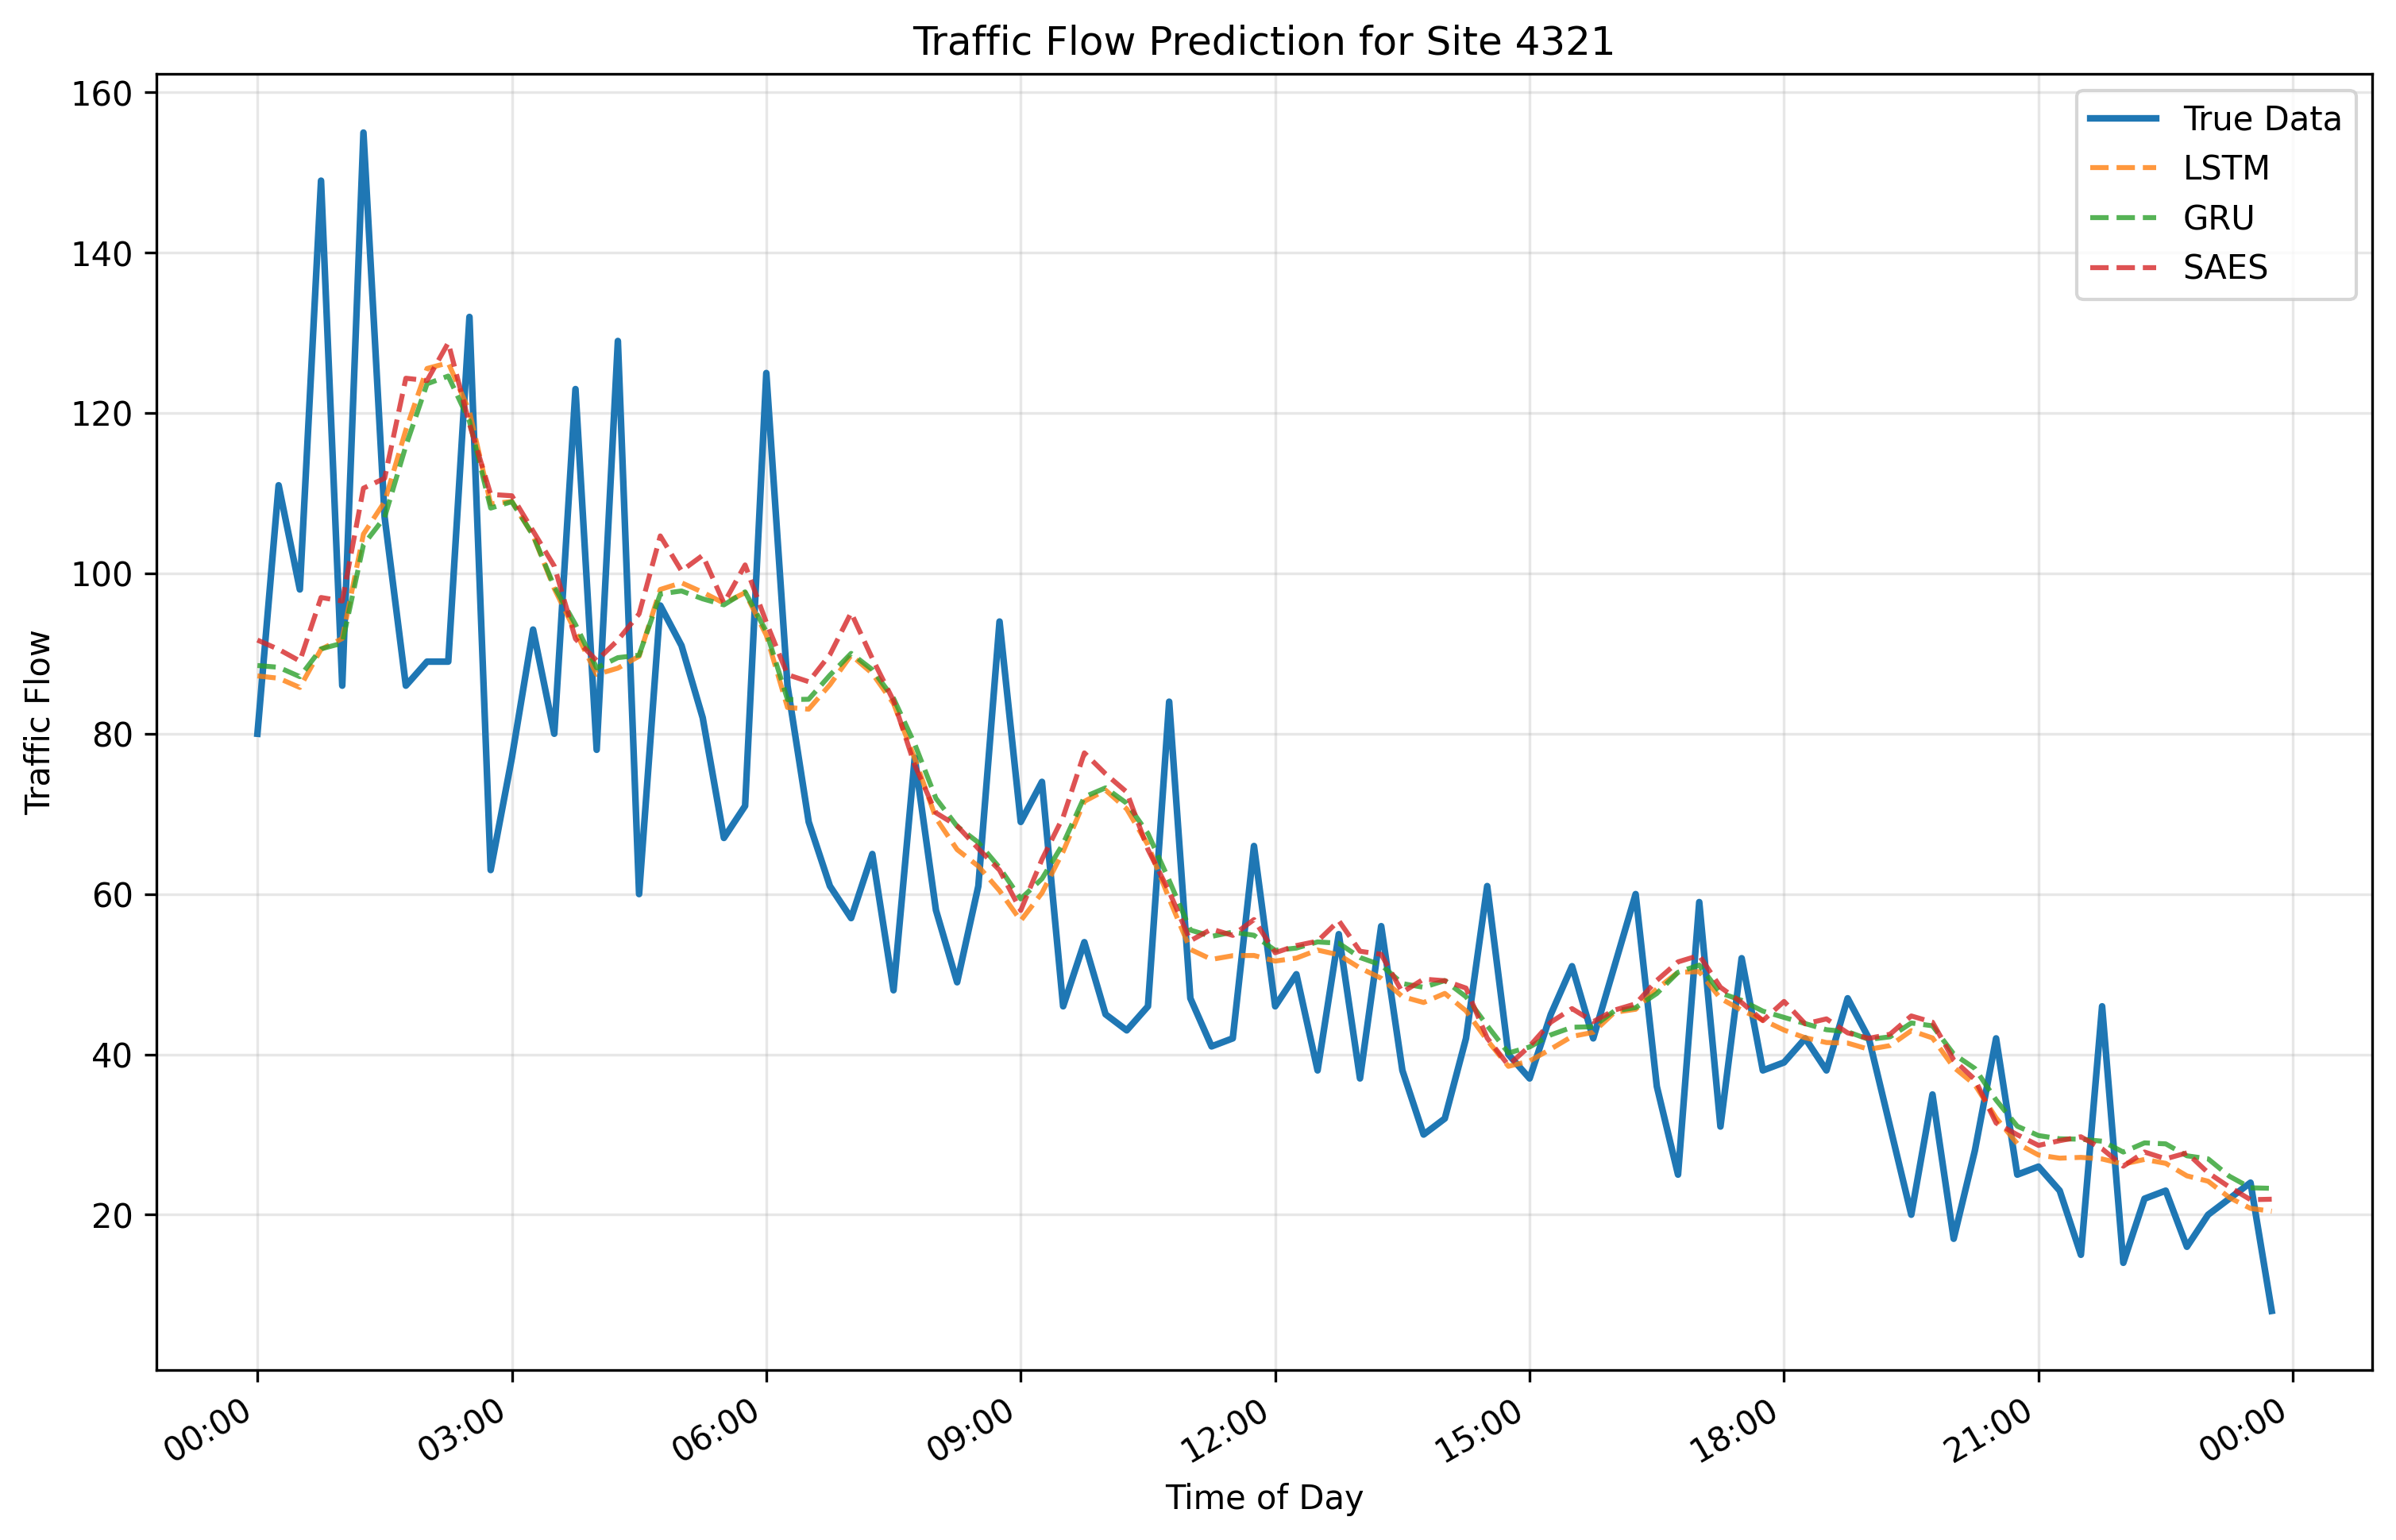 Traffic Flow Prediction for Site 4321
160
140
120
100
80
60
40
20
Traffic Flow
True Data
LSTM
GRU
SAES
00:00
03:00
06:00
09:00
12:00
15:00
18:00
21:00
00:00
Time of Day